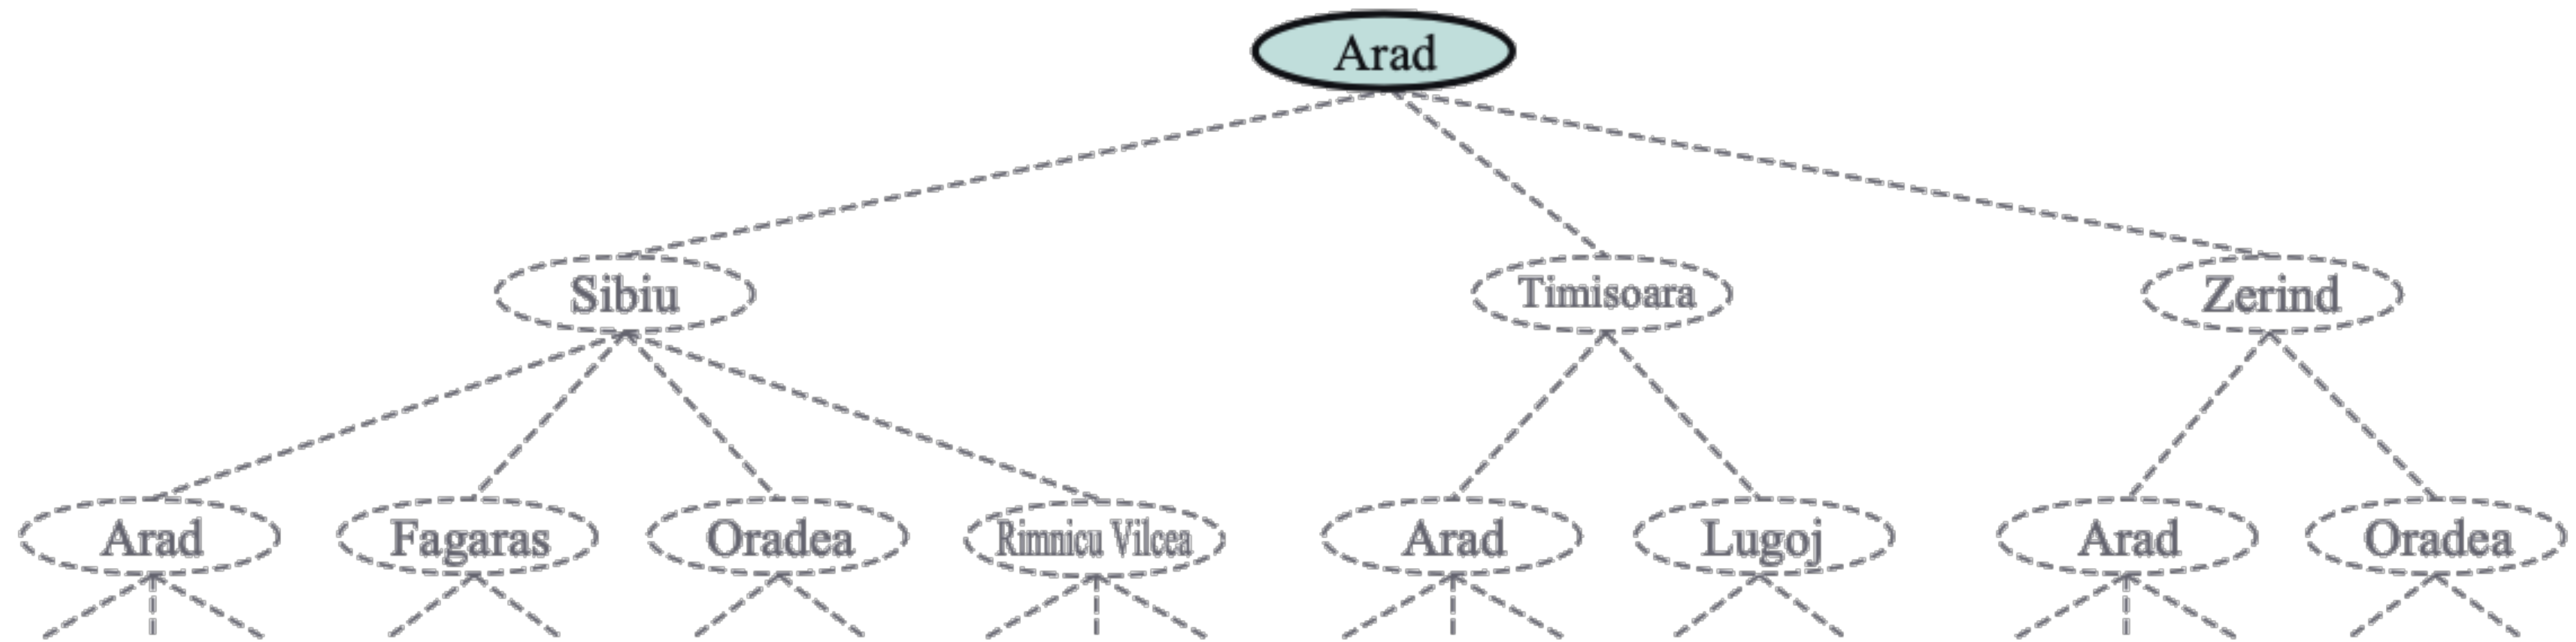 Arad
Sibiu
Timisoara
Zerind
Arad
Fagaras
Oradea
Rimnicu Vilcea
Arad
Lugoj
Arad
Oradea